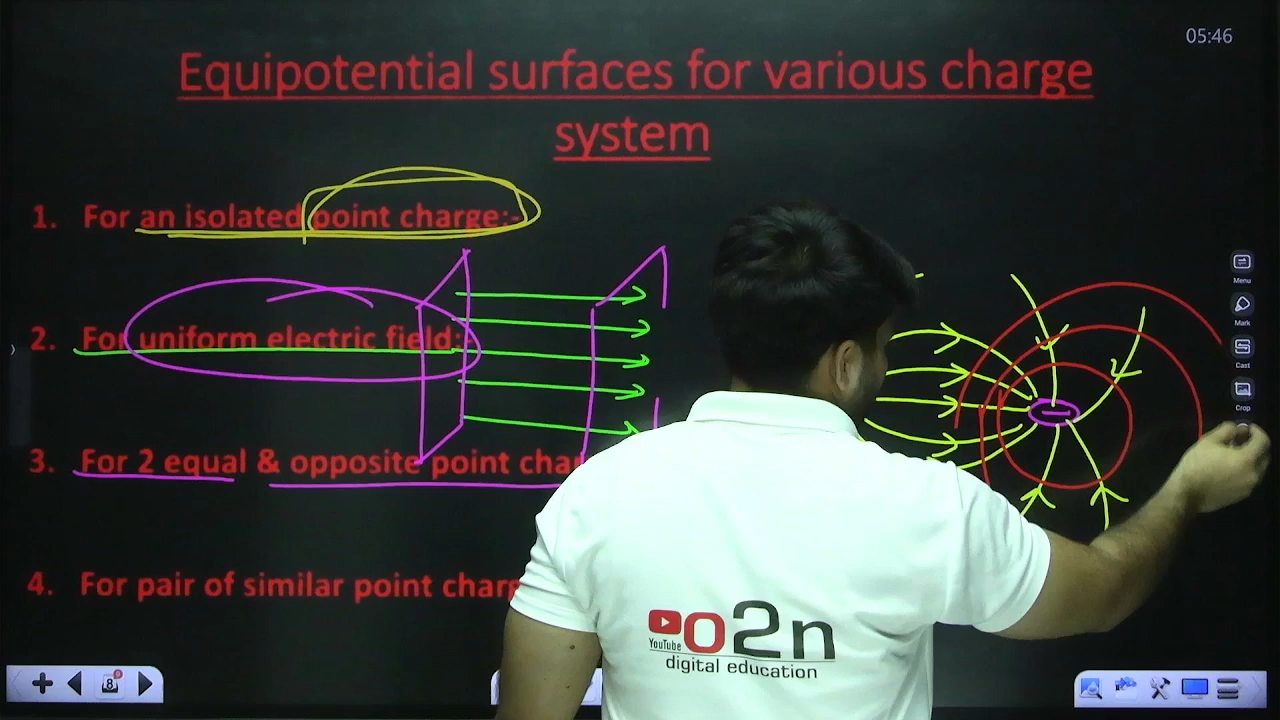 05:46
Equipotential surfaces for various charge
system
1. For an isolated point charge:-
2. For uniform electric field:-
3. For 2 equal & opposite point
4. For pair of similar point
Menu
Mark
Cast
Crop
8
YouTube o2n
digital education